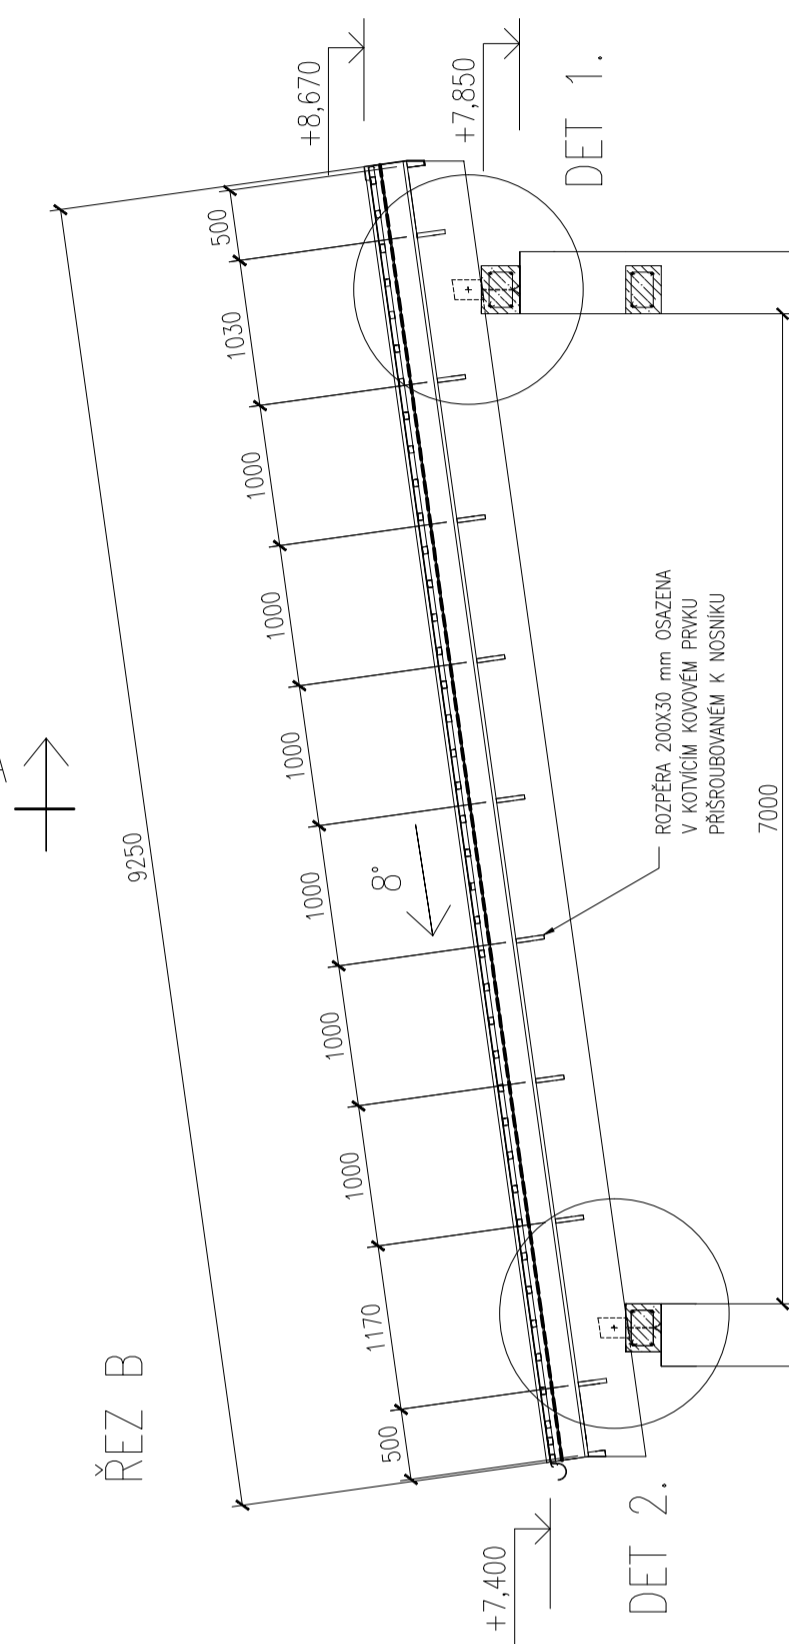 ŘEZ B
9250
500
1170
1000
1000
1000
1000
1000
1000
1030
500
8°
+8,670
+7,850
+7,400
DET 1.
DET 2.
ROZPĚRA 200X30 mm OSAZENA
V KOTVÍCÍM KOVOVÉM PRVKU
PŘIŠROUBOVANÉM K NOSNÍKU
7000